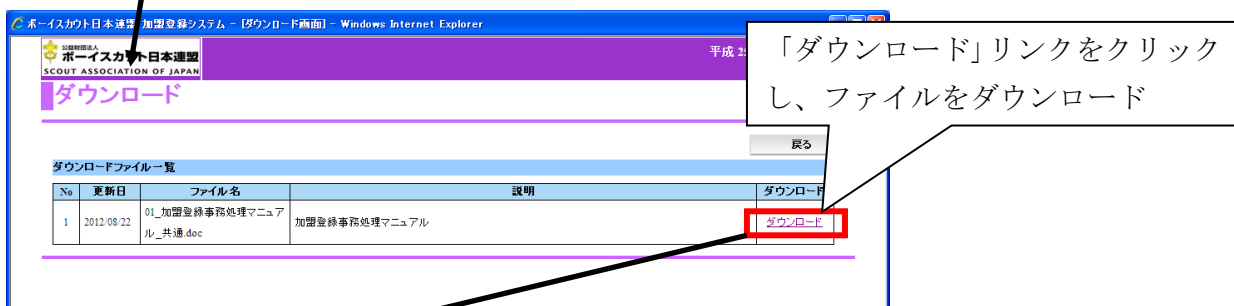 ボーイスカウト日本連盟 加盟登録システム - [ダウンロード画面] - Windows Internet Explorer
公益財団法人
ボーイスカウト日本連盟
SCOUT ASSOCIATION OF JAPAN
平成 2
「ダウンロード」リンクをクリック
し、ファイルをダウンロード
ダウンロード
戻る
ダウンロードファイル一覧
No 更新日 ファイル名 説明 ダウンロード
1 2012/08/22 01_加盟登録事務処理マニュア
ル_共通.doc 加盟登録事務処理マニュアル ダウンロード